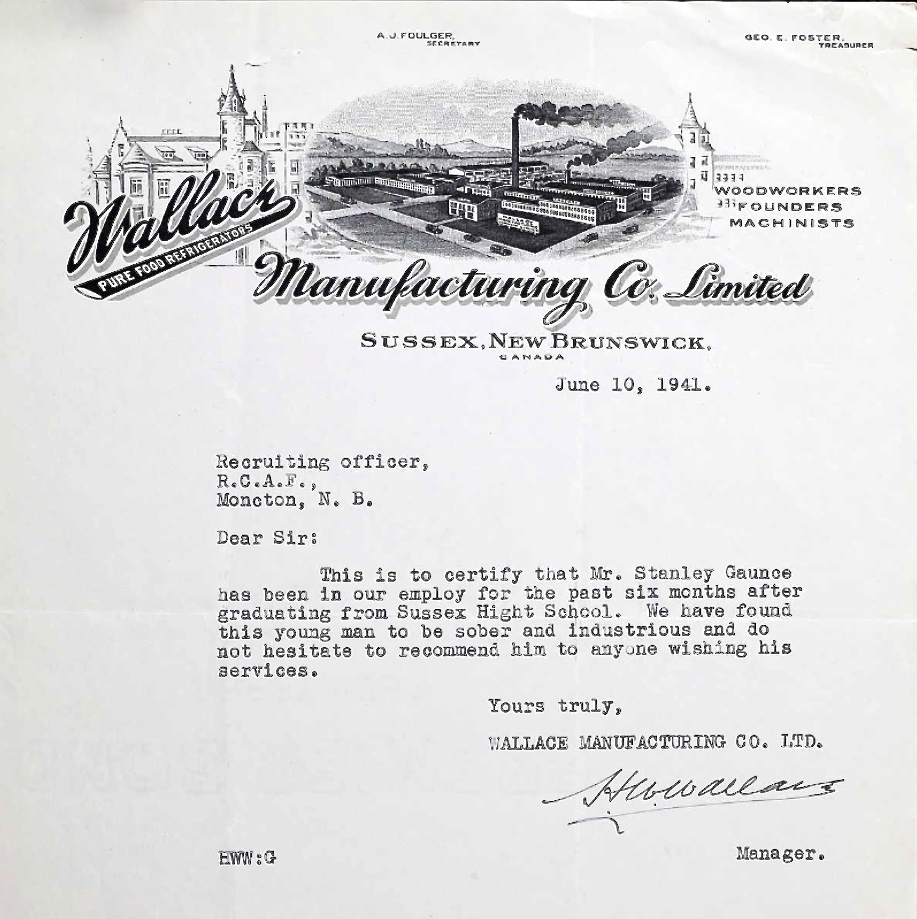 A. J. FOULGER,
SECRETARY
GEO. E. FOSTER,
TREASURER
Wallace
PURE FOOD REFRIGERATORS
WOODWORKERS
FOUNDERS
MACHINISTS
Manufacturing Co. Limited
SUSSEX, NEW BRUNSWICK,
CANADA
June 10, 1941.
Recruiting officer,
R.C.A.F.,
Moncton, N. B.
Dear Sir:
This is to certify that Mr. Stanley Gaunce
has been in our employ for the past six months after
graduating from Sussex Hight School. We have found
this young man to be sober and industrious and do
not hesitate to recommend him to anyone wishing his
services.
Yours truly,
WALLACE MANUFACTURING CO. LTD.
H W Wallace
HWW:G
Manager.